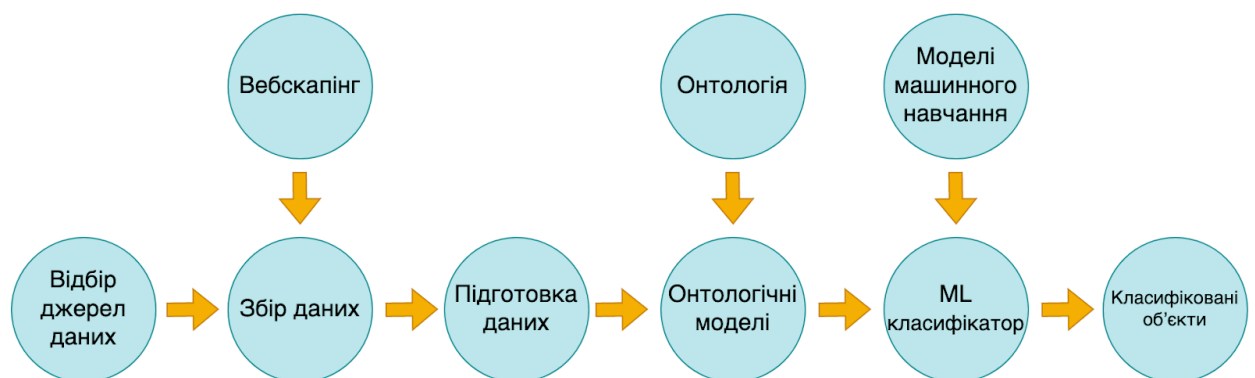 Вебскапінг
Онтологія
Моделі
машинного
навчання
Відбір
джерел
даних
Збір даних
Підготовка
даних
Онтологічні
моделі
ML
класифікатор
Класифіковані
об’єкти